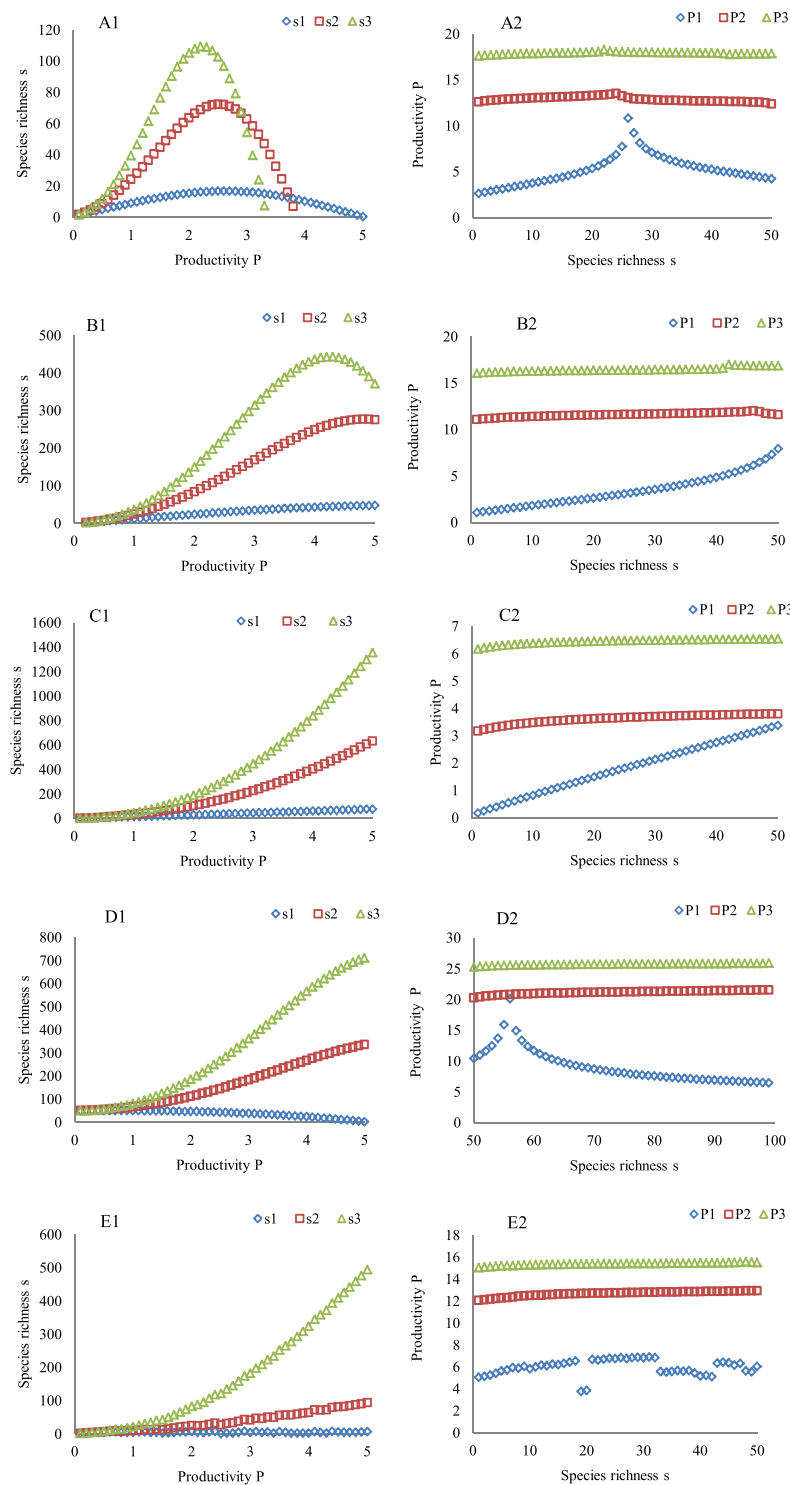 A1
s1 s2 s3
120
100
80
60
40
20
0
Species richness s
0 1 2 3 4 5
Productivity P
A2
P1 P2 P3
20
15
10
5
0
Productivity P
0 10 20 30 40 50
Species richness s
B1
s1 s2 s3
500
400
300
200
100
0
Species richness s
0 1 2 3 4 5
Productivity P
B2
P1 P2 P3
20
15
10
5
0
Productivity P
0 10 20 30 40 50
Species richness s
C1
s1 s2 s3
1600
1400
1200
1000
800
600
400
200
0
Species richness s
0 1 2 3 4 5
Productivity P
C2
P1 P2 P3
7
6
5
4
3
2
1
0
Productivity P
0 10 20 30 40 50
Species richness s
D1
s1 s2 s3
800
700
600
500
400
300
200
100
0
Species richness s
0 1 2 3 4 5
Productivity P
D2
P1 P2 P3
30
25
20
15
10
5
0
Productivity P
50 60 70 80 90 100
Species richness s
E1
s1 s2 s3
600
500
400
300
200
100
0
Species richness s
0 1 2 3 4 5
Productivity P
E2
P1 P2 P3
18
16
14
12
10
8
6
4
2
0
Productivity P
0 10 20 30 40 50
Species richness s